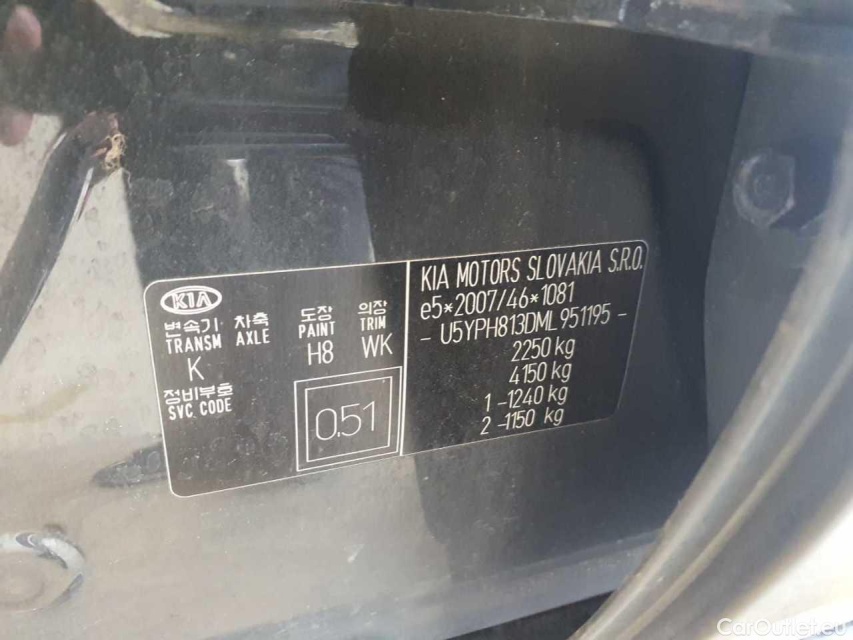 KIA
변속기 차축 도장 의장
TRANSM AXLE PAINT TRIM
K H8 WK
정비부호
SVC. CODE
0.51
KIA MOTORS SLOVAKIA S.R.O.
e5*2007/46*1081
- U5YPH813DML951195 -
2250 kg
4150 kg
1 -1240 kg
2 -1150 kg
CarOutlet.eu